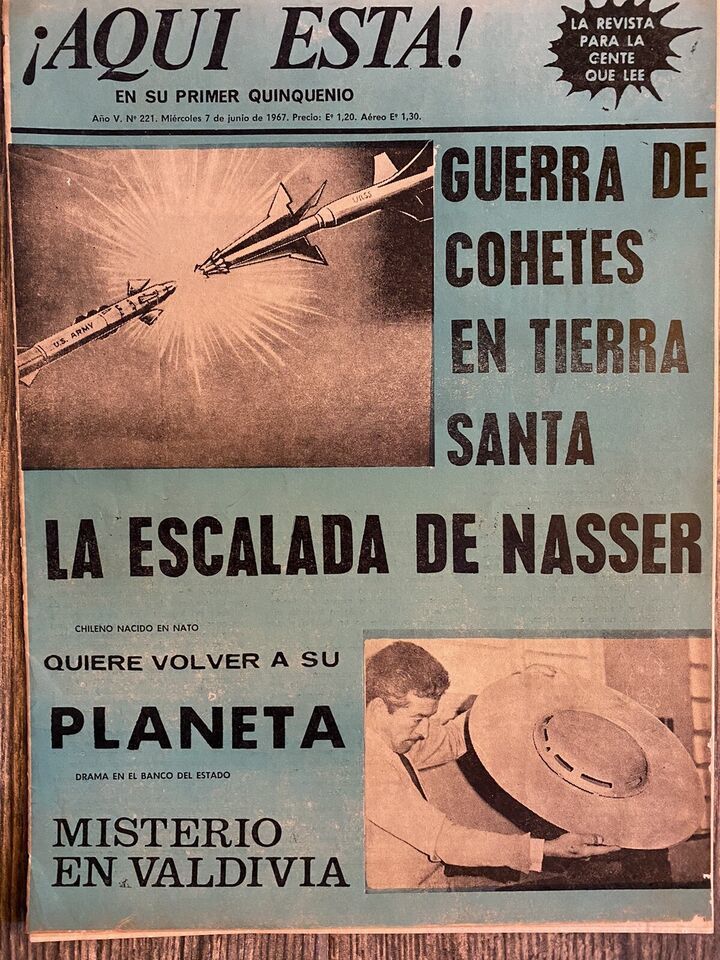 ¡AQUI ESTA!
LA REVISTA
PARA LA
GENTE
QUE LEE
EN SU PRIMER QUINQUENIO
Año V. Nº 221. Miércoles 7 de junio de 1967. Precio: Eº 1,20. Aéreo Eº 1,30.
URSS
U.S. ARMY
GUERRA DE
COHETES
EN TIERRA
SANTA
LA ESCALADA DE NASSER
CHILENO NACIDO EN NATO
QUIERE VOLVER A SU
PLANETA
DRAMA EN EL BANCO DEL ESTADO
MISTERIO
EN VALDIVIA